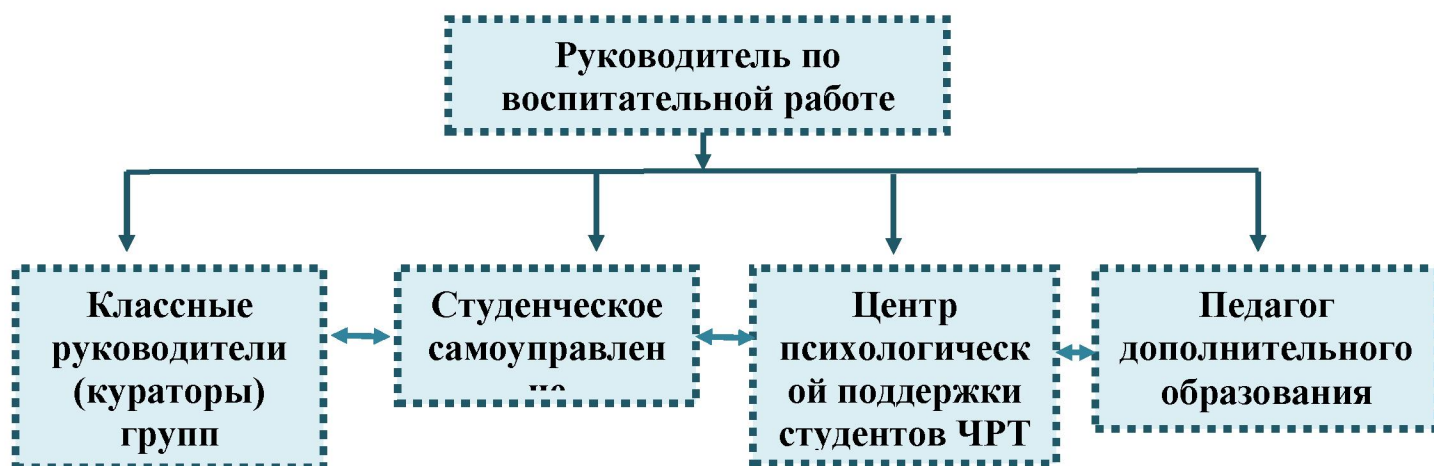 Руководитель по
воспитательной работе
Классные
руководители
(кураторы)
групп
Студенческое
самоуправлен
Центр
психологическ
ой поддержки
студентов ЧРТ
Педагог
дополнительного
образования